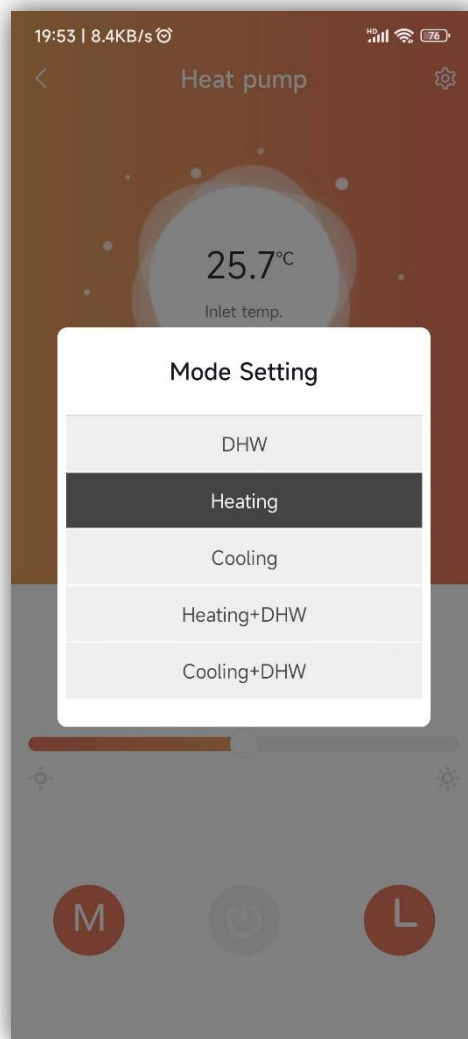 19:53 | 8.4KB/s HD 76
Heat pump
25.7°C
Inlet temp.
Mode Setting
DHW
Heating
Cooling
Heating+DHW
Cooling+DHW
M